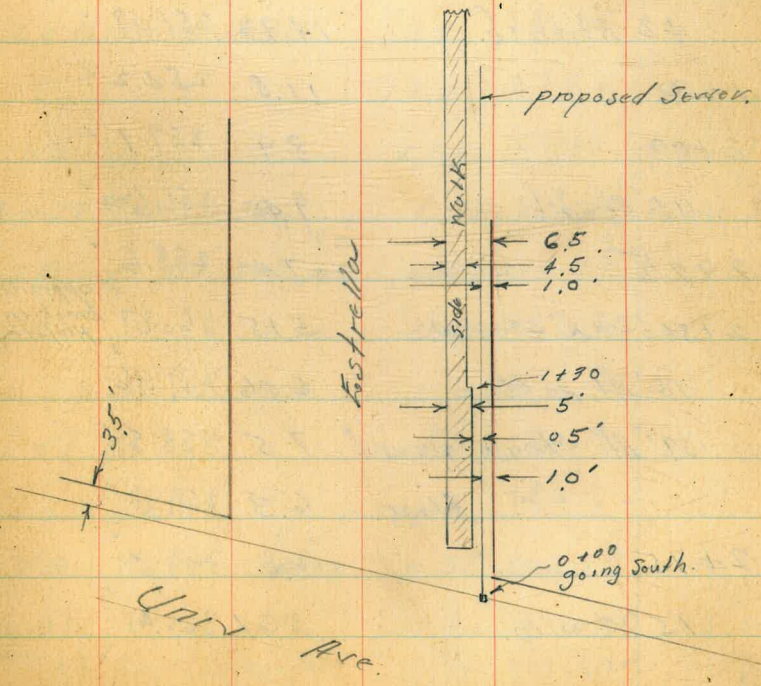 proposed Sewer.
side Walk
Estrella
6.5'
4.5'
1.0'
1+30
5'
0.5'
1.0'
3.5'
0+00
going South.
Univ Ave.